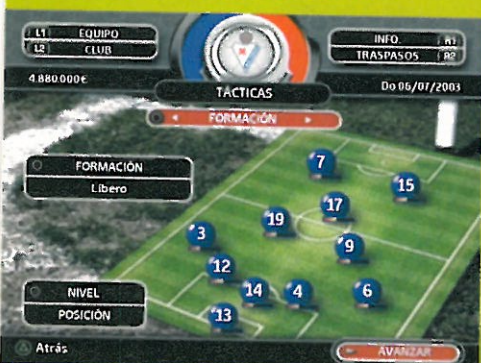 L1 EQUIPO
L2 CLUB
INFO. R1
TRASPASOS R2
4.880.000€
TÁCTICAS
Do 06/07/2003
FORMACIÓN
FORMACIÓN
Líbero
7
15
17
19
3
9
12
14
4
6
13
NIVEL
POSICIÓN
Atrás
AVANZAR